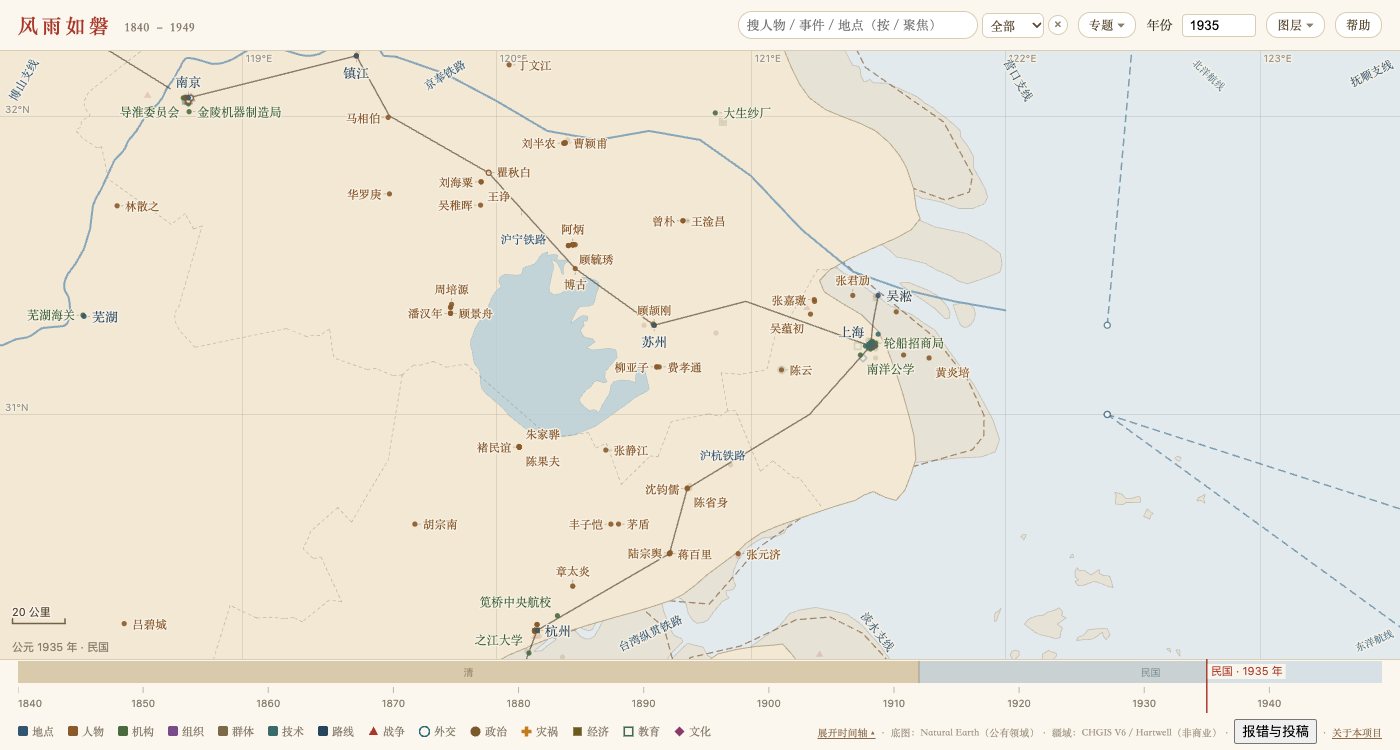 风雨如磐 1840 – 1949
搜人物 / 事件 / 地点（按 / 聚焦）
全部
×
专题
年份
1935
图层
帮助
119°E
120°E
121°E
122°E
123°E
博山支线
南京
镇江
京奉铁路
丁文江
营口支线
北洋航线
抚顺支线
32°N
导淮委员会
金陵机器制造局
马相伯
大生纱厂
刘半农
曹颖甫
瞿秋白
刘海粟
王诤
华罗庚
吴稚晖
林散之
阿炳
曾朴
王淦昌
沪宁铁路
顾毓琇
博古
周培源
张君劢
潘汉年
顾景舟
张嘉璈
吴淞
芜湖海关
芜湖
顾颉刚
吴蕴初
上海
轮船招商局
苏州
柳亚子
费孝通
陈云
南洋公学
黄炎培
31°N
朱家骅
褚民谊
张静江
沪杭铁路
陈果夫
沈钧儒
陈省身
胡宗南
丰子恺
茅盾
陆宗舆
蒋百里
张元济
章太炎
笕桥中央航校
20 公里
吕碧城
之江大学
杭州
台湾纵贯铁路
淡水支线
东洋航线
公元 1935 年 · 民国
清
民国
民国 · 1935 年
1840
1850
1860
1870
1880
1890
1900
1910
1920
1930
1940
地点
人物
机构
组织
群体
技术
路线
战争
外交
政治
灾祸
经济
教育
文化
展开时间轴
· 底图: Natural Earth（公有领域） · 疆域: CHGIS V6 / Hartwell（非商业） ·
报错与投稿
· 关于本项目